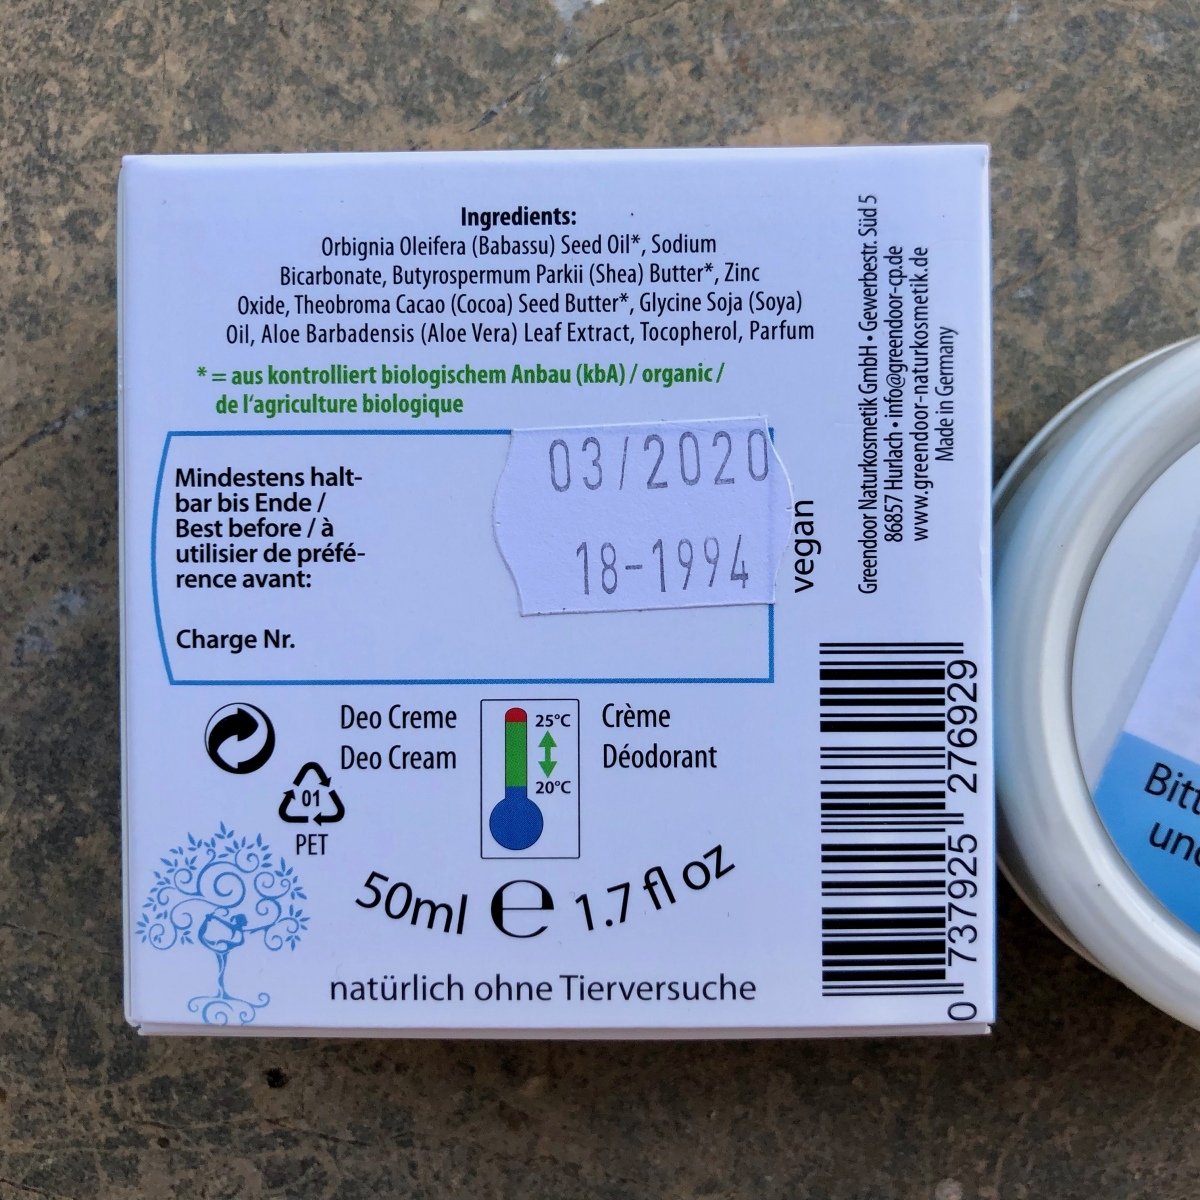 Ingredients:
Orbignia Oleifera (Babassu) Seed Oil*, Sodium
Bicarbonate, Butyrospermum Parkii (Shea) Butter*, Zinc
Oxide, Theobroma Cacao (Cocoa) Seed Butter*, Glycine Soja (Soya)
Oil, Aloe Barbadensis (Aloe Vera) Leaf Extract, Tocopherol, Parfum
* = aus kontrolliert biologischem Anbau (kbA) / organic /
de l'agriculture biologique
Mindestens halt-
bar bis Ende /
Best before / à
utilisier de préfé-
rence avant:
03/2020
18-1994
Charge Nr.
vegan
Greendoor Naturkosmetik GmbH • Gewerbestr. Süd 5
86857 Hurlach • info@greendoor-cp.de
www.greendoor-naturkosmetik.de
Made in Germany
Deo Creme
Deo Cream
25°C
20°C
Crème
Déodorant
01
PET
50ml e 1.7 fl oz
natürlich ohne Tierversuche
0 737925 276929